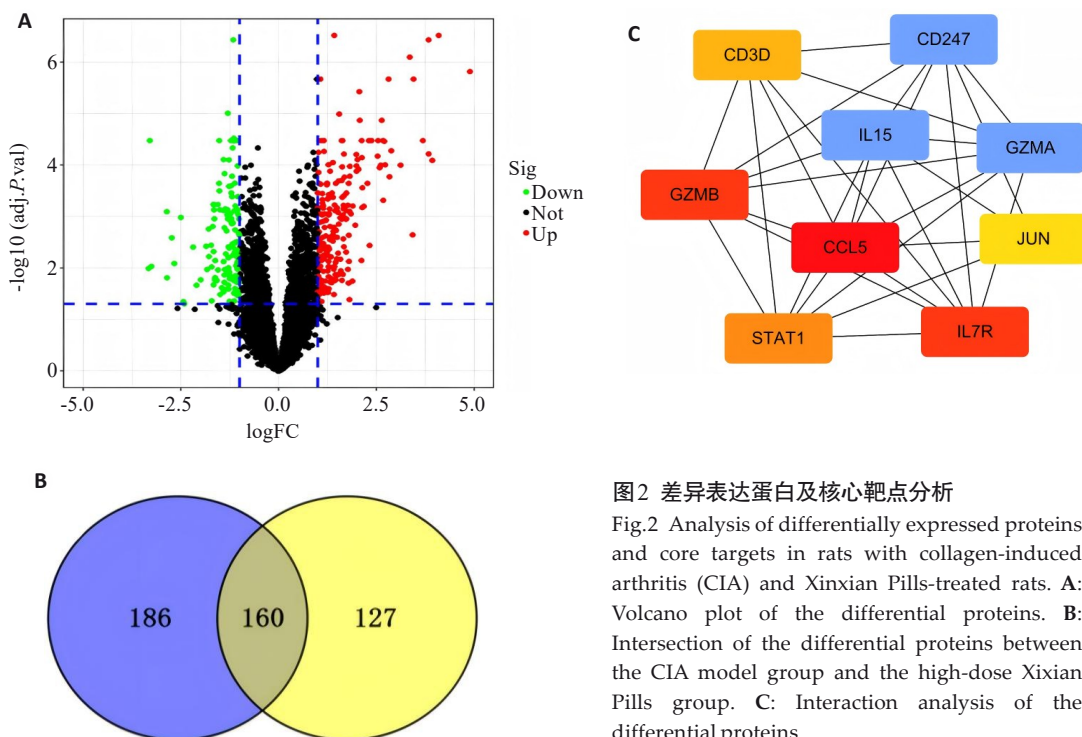 A
6
4
2
0
-log10 (adj.P.val)
-5.0
-2.5
0.0
2.5
5.0
logFC
Sig
Down
Not
Up
C
CD3D
CD247
IL15
GZMA
GZMB
CCL5
JUN
STAT1
IL7R
B
186
160
127
图2 差异表达蛋白及核心靶点分析
Fig.2 Analysis of differentially expressed proteins
and core targets in rats with collagen-induced
arthritis (CIA) and Xinxian Pills-treated rats. A:
Volcano plot of the differential proteins. B:
Intersection of the differential proteins between
the CIA model group and the high-dose Xixian
Pills group. C: Interaction analysis of the
differential proteins